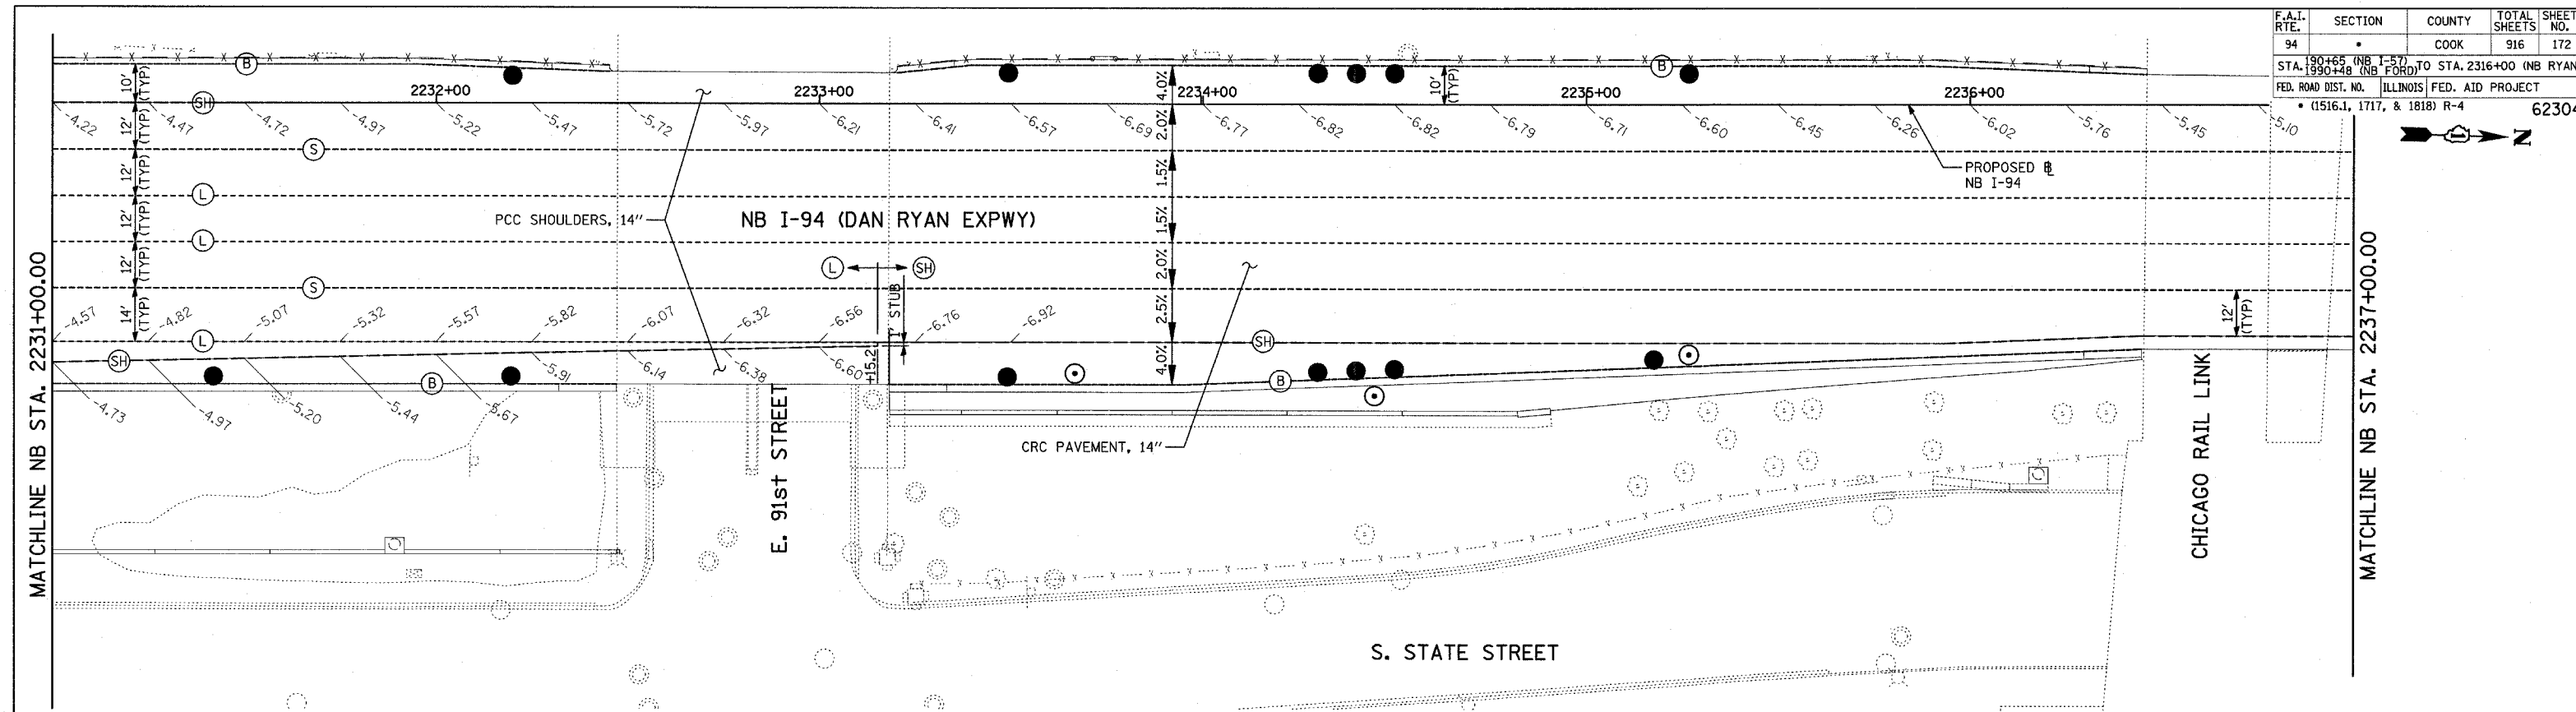 F.A.I. RTE. SECTION COUNTY TOTAL SHEETS SHEET NO.
94 • COOK 916 172
STA. 190+65 (NB I-57) 1990+48 (NB FORD) TO STA. 2316+00 (NB RYAN
FED. ROAD DIST. NO. ILLINOIS FED. AID PROJECT
• (1516.1, 1717, & 1818) R-4
6230
N
B
B
10' (TYP)
4.0%
10' (TYP)
2232+00 2233+00 2234+00 2235+00 2236+00
SH
-4.22 -4.47 -4.72 -4.97 -5.22 -5.47 -5.72 -5.97 -6.21 -6.41 -6.57 -6.69 -6.77 -6.82 -6.82 -6.79 -6.71 -6.60 -6.45 -6.26 -6.02 -5.76 -5.45 -5.10
12' (TYP)
2.0%
S
12' (TYP)
1.5%
PROPOSED ℄
NB I-94
L
PCC SHOULDERS, 14"
NB I-94 (DAN RYAN EXPWY)
12' (TYP)
1.5%
L
12' (TYP)
L SH
2.0%
S
14' (TYP)
1' STUB
2.5%
12' (TYP)
-4.57 -4.82 -5.07 -5.32 -5.57 -5.82 -6.07 -6.32 -6.56 -6.76 -6.92
L
SH
SH
+15.2
4.0%
B
B
-4.73 -4.97 -5.20 -5.44 -5.67 -5.91 -6.14 -6.38 -6.60
CRC PAVEMENT, 14"
MATCHLINE NB STA. 2231+00.00
E. 91st STREET
CHICAGO RAIL LINK
MATCHLINE NB STA. 2237+00.00
S. STATE STREET